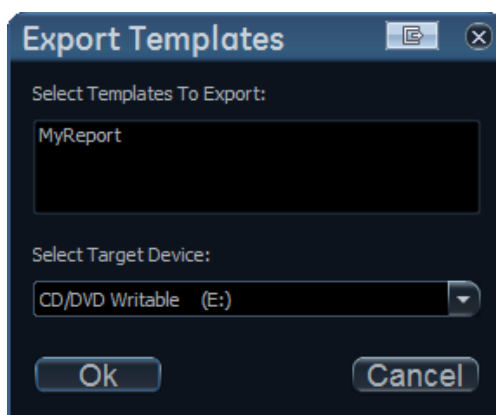 Export Templates
Select Templates To Export:
MyReport
Select Target Device:
CD/DVD Writable (E:)
Ok Cancel